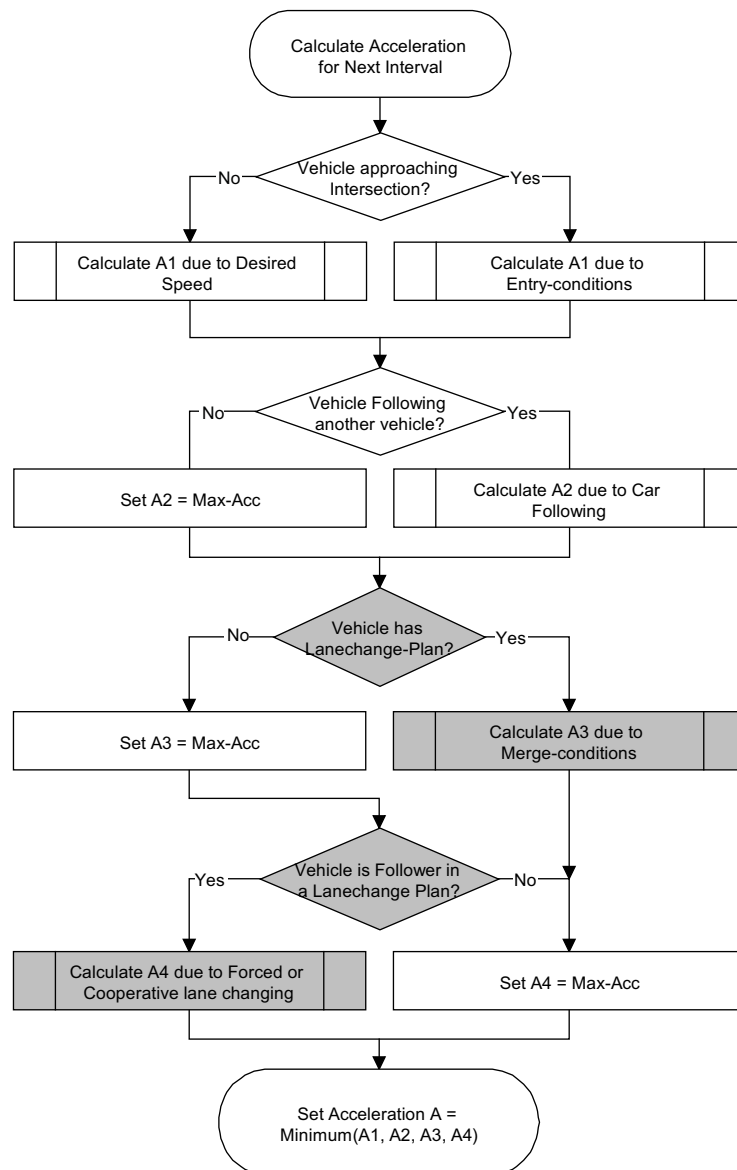 Calculate Acceleration
for Next Interval
Vehicle approaching
Intersection?
No
Yes
Calculate A1 due to Desired
Speed
Calculate A1 due to
Entry-conditions
Vehicle Following
another vehicle?
No
Yes
Set A2 = Max-Acc
Calculate A2 due to Car
Following
Vehicle has
Lanechange-Plan?
No
Yes
Set A3 = Max-Acc
Calculate A3 due to
Merge-conditions
Vehicle is Follower in
a Lanechange Plan?
Yes
No
Calculate A4 due to Forced or
Cooperative lane changing
Set A4 = Max-Acc
Set Acceleration A =
Minimum(A1, A2, A3, A4)